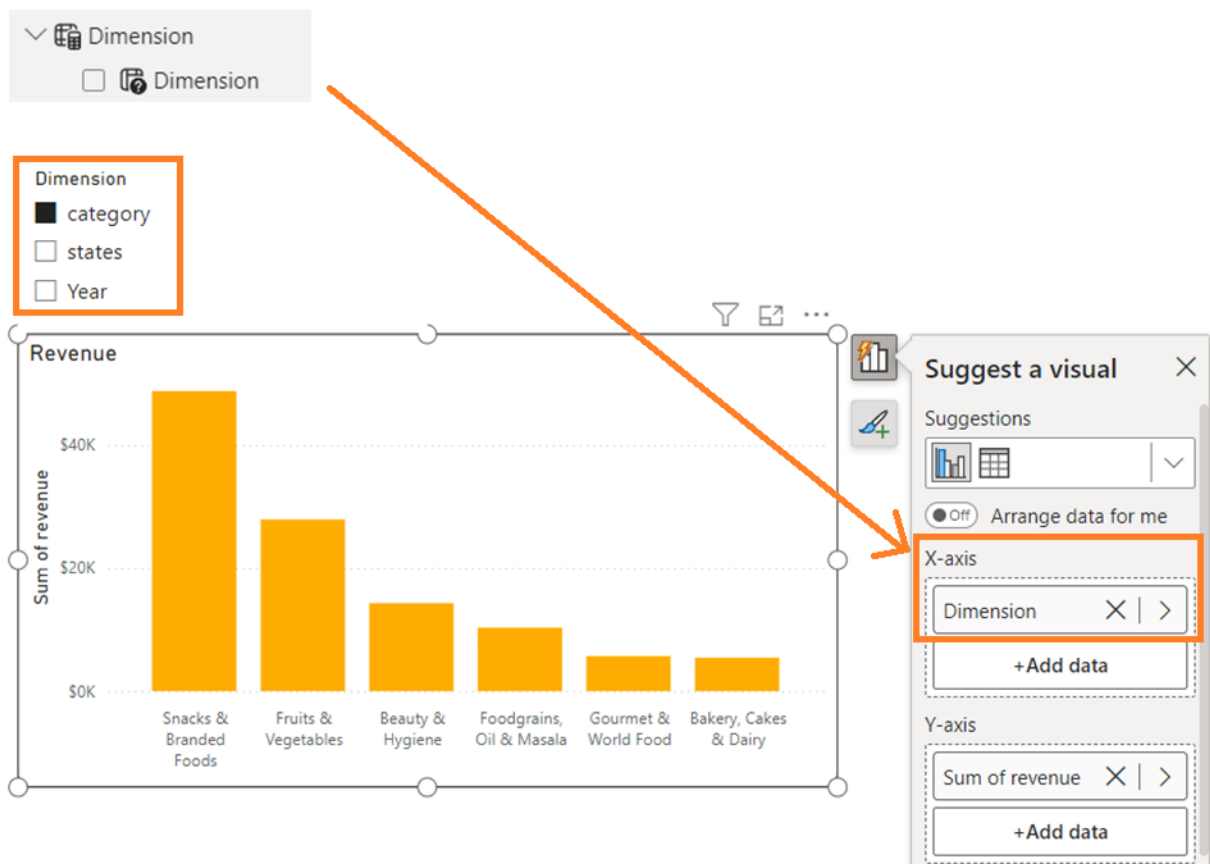 Dimension
Dimension
Dimension
category
states
Year
Revenue
Sum of revenue
$40K
$20K
$0K
Snacks &
Branded
Foods
Fruits &
Vegetables
Beauty &
Hygiene
Foodgrains,
Oil & Masala
Gourmet &
World Food
Bakery, Cakes
& Dairy
Suggest a visual
Suggestions
Off Arrange data for me
X-axis
Dimension
+Add data
Y-axis
Sum of revenue
+Add data